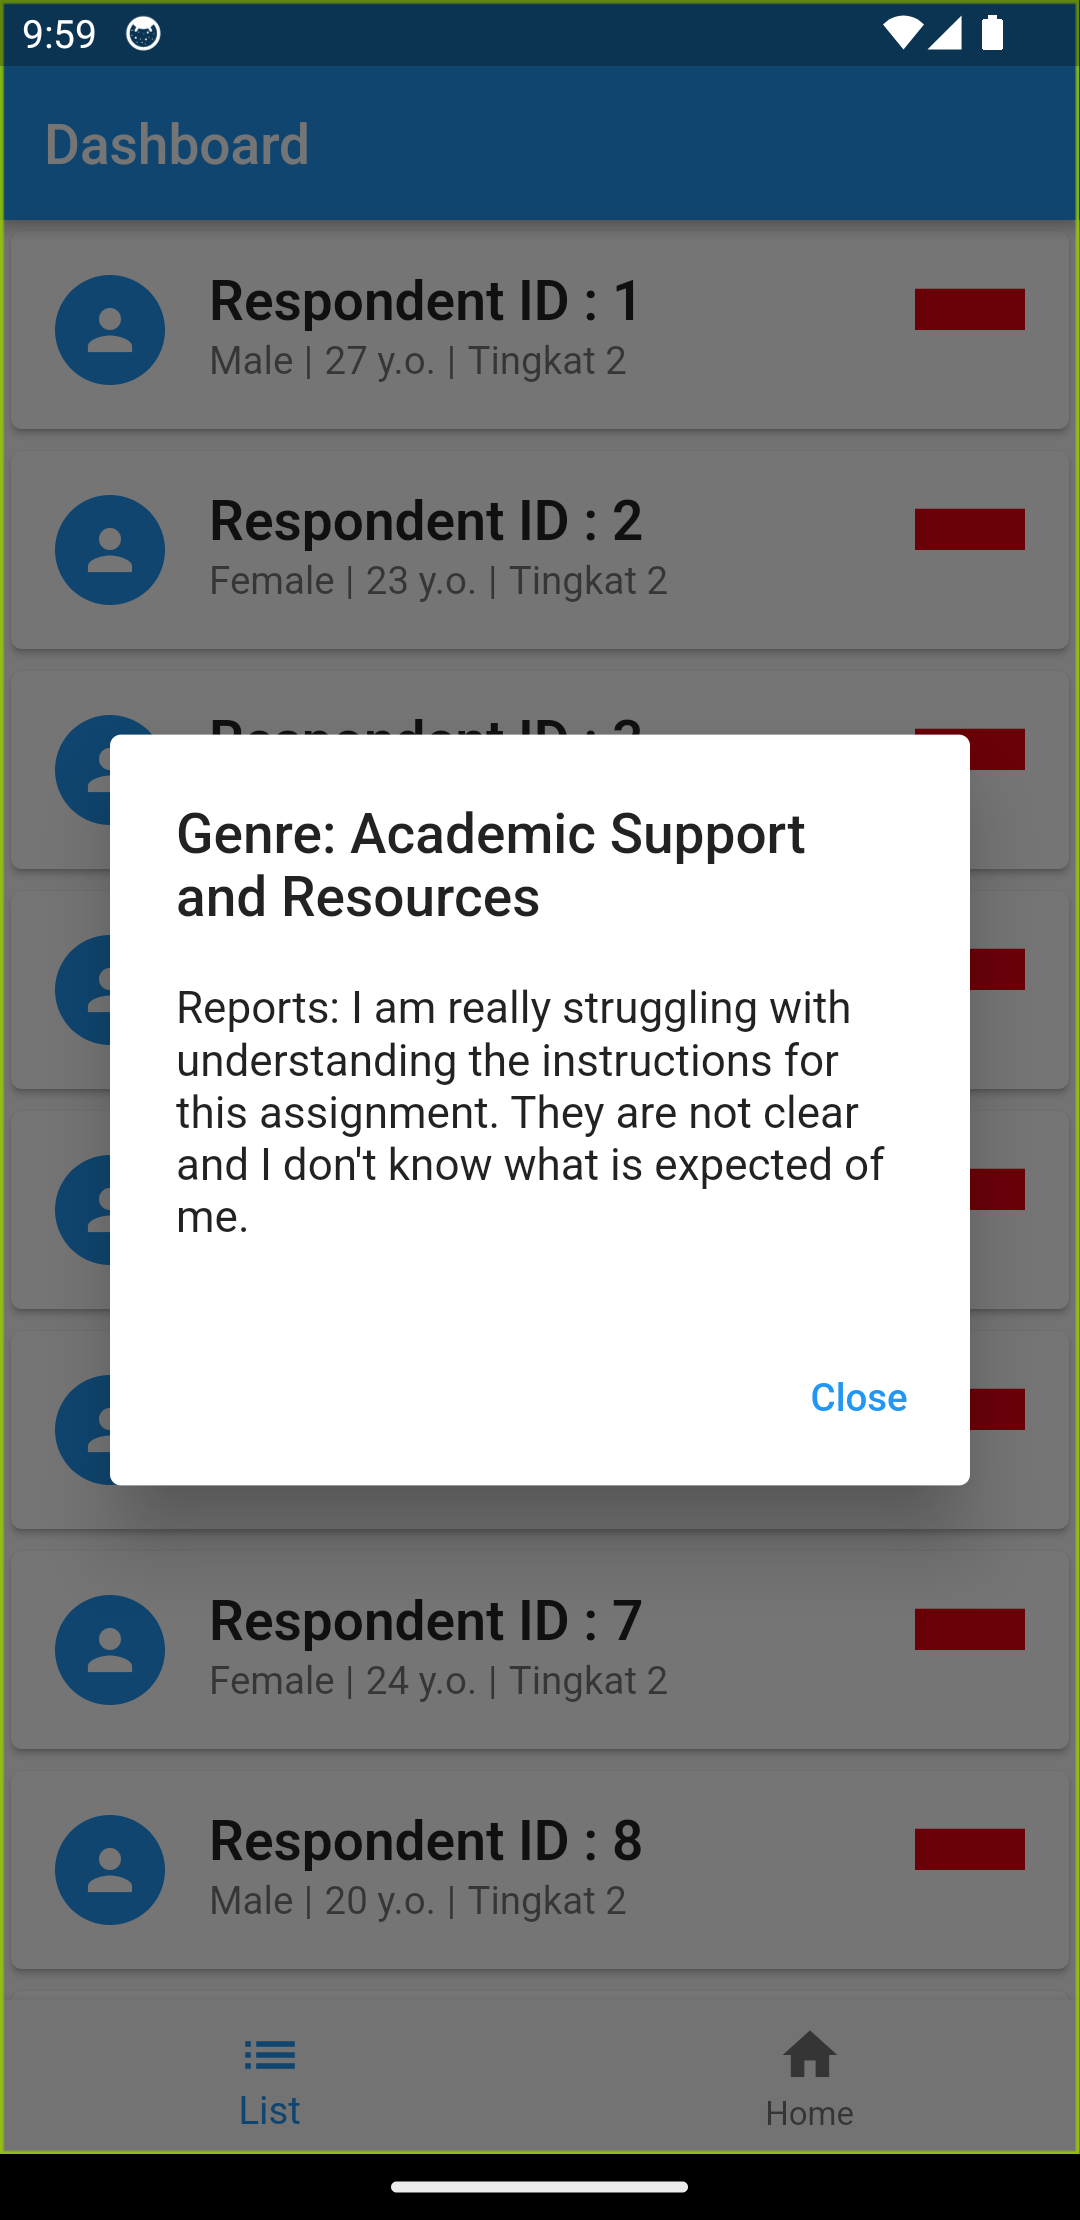 9:59
Dashboard
Respondent ID : 1
Male | 27 y.o. | Tingkat 2
Respondent ID : 2
Female | 23 y.o. | Tingkat 2
Respondent ID : 3
Genre: Academic Support
and Resources
Reports: I am really struggling with
understanding the instructions for
this assignment. They are not clear
and I don't know what is expected of
me.
Close
Respondent ID : 7
Female | 24 y.o. | Tingkat 2
Respondent ID : 8
Male | 20 y.o. | Tingkat 2
List
Home